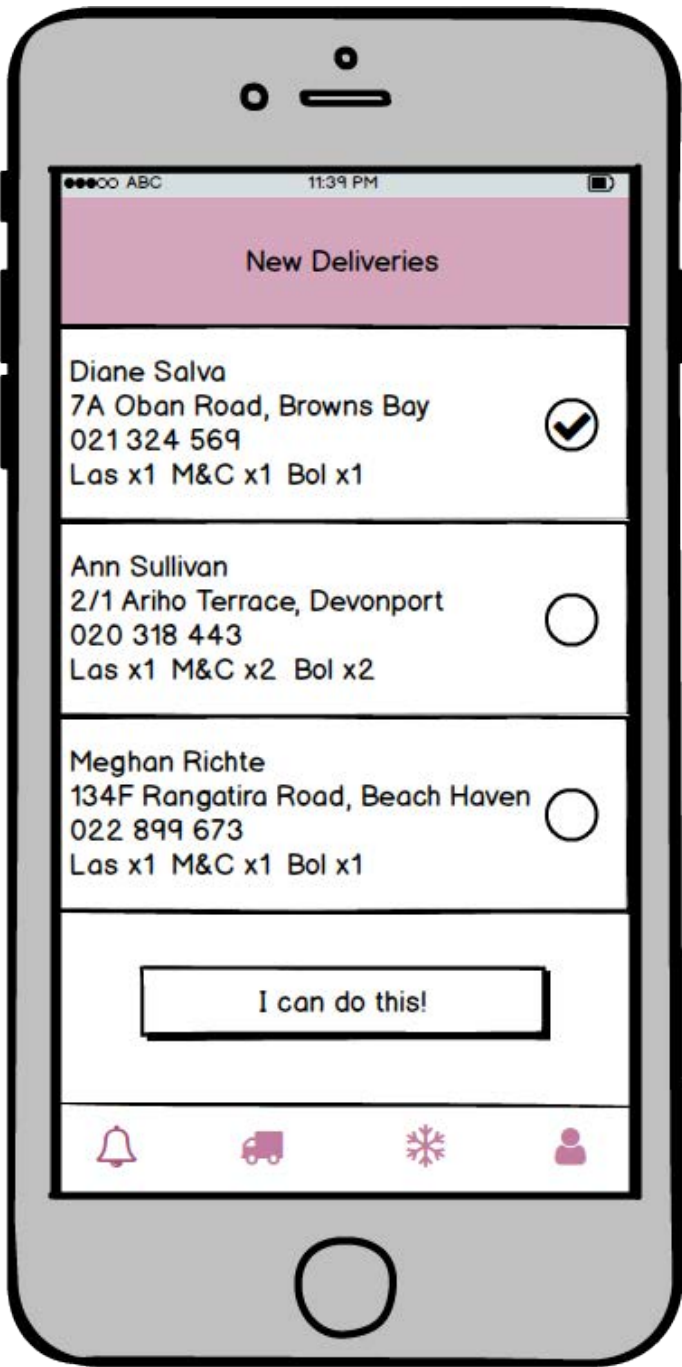 ABC 11:39 PM
New Deliveries
Diane Salva
7A Oban Road, Browns Bay
021 324 569
Las x1 M&C x1 Bol x1
Ann Sullivan
2/1 Ariho Terrace, Devonport
020 318 443
Las x1 M&C x2 Bol x2
Meghan Richte
134F Rangatira Road, Beach Haven
022 899 673
Las x1 M&C x1 Bol x1
I can do this!